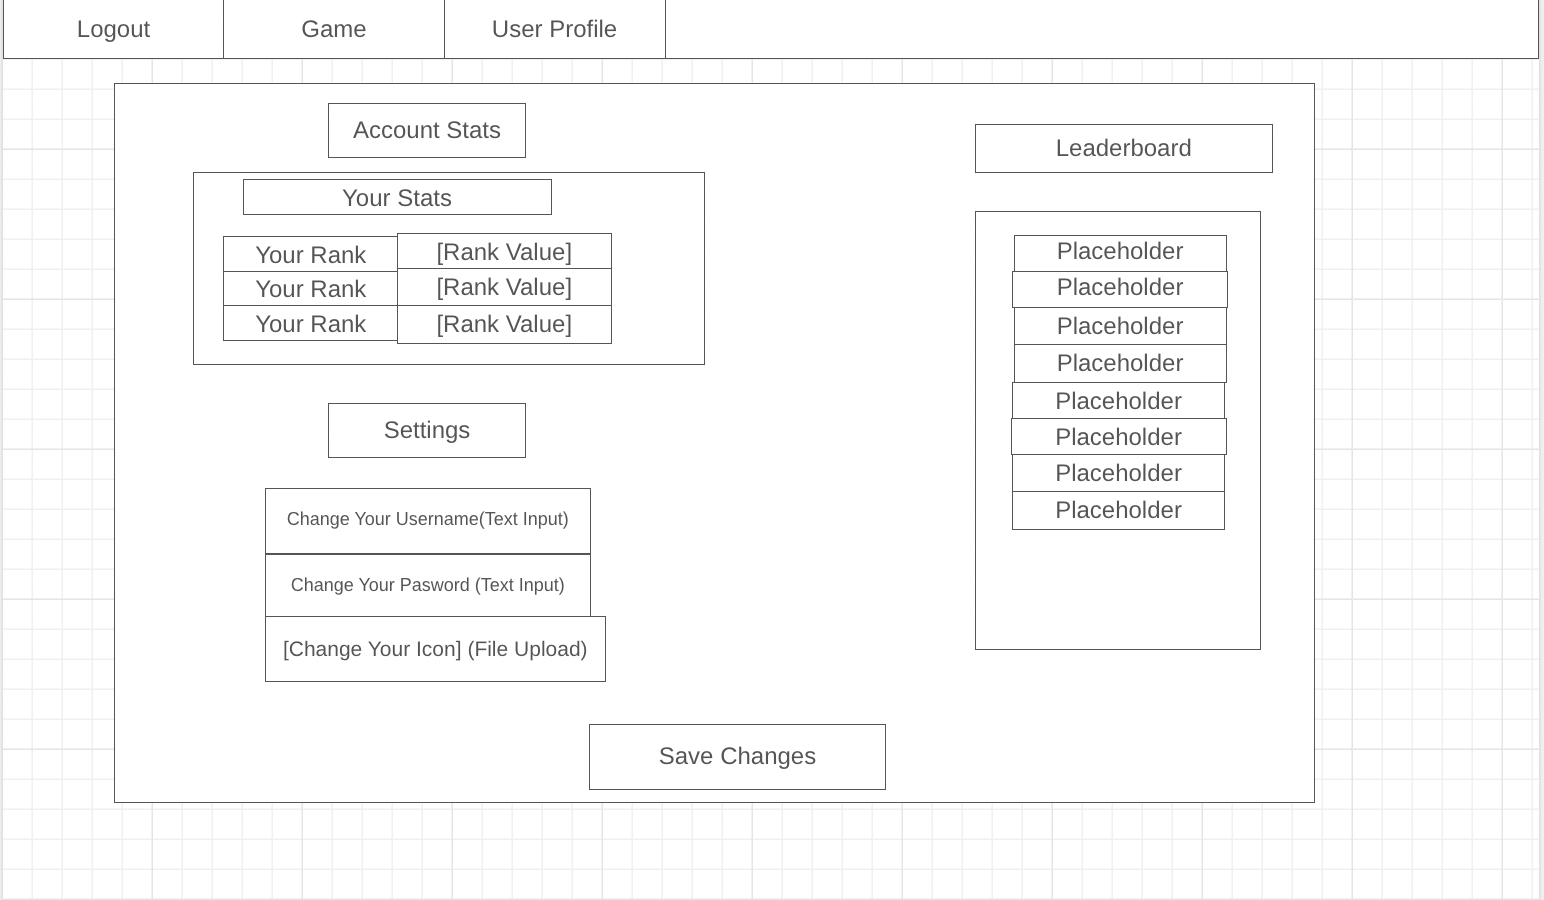 Logout
Game
User Profile
Account Stats
Your Stats
Your Rank [Rank Value]
Your Rank [Rank Value]
Your Rank [Rank Value]
Settings
Change Your Username(Text Input)
Change Your Pasword (Text Input)
[Change Your Icon] (File Upload)
Leaderboard
Placeholder
Placeholder
Placeholder
Placeholder
Placeholder
Placeholder
Placeholder
Placeholder
Save Changes